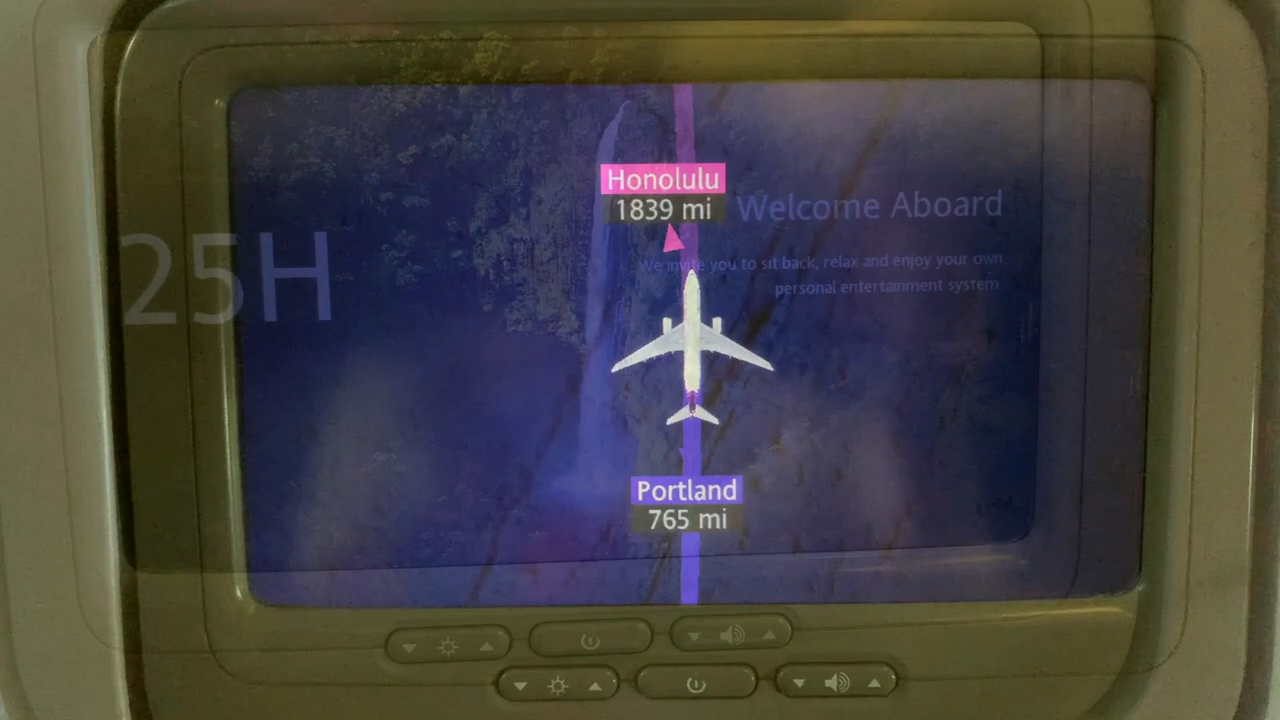 Honolulu
1839 mi
Welcome Aboard
25H
We invite you to sit back, relax and enjoy your own
personal entertainment system.
Portland
765 mi